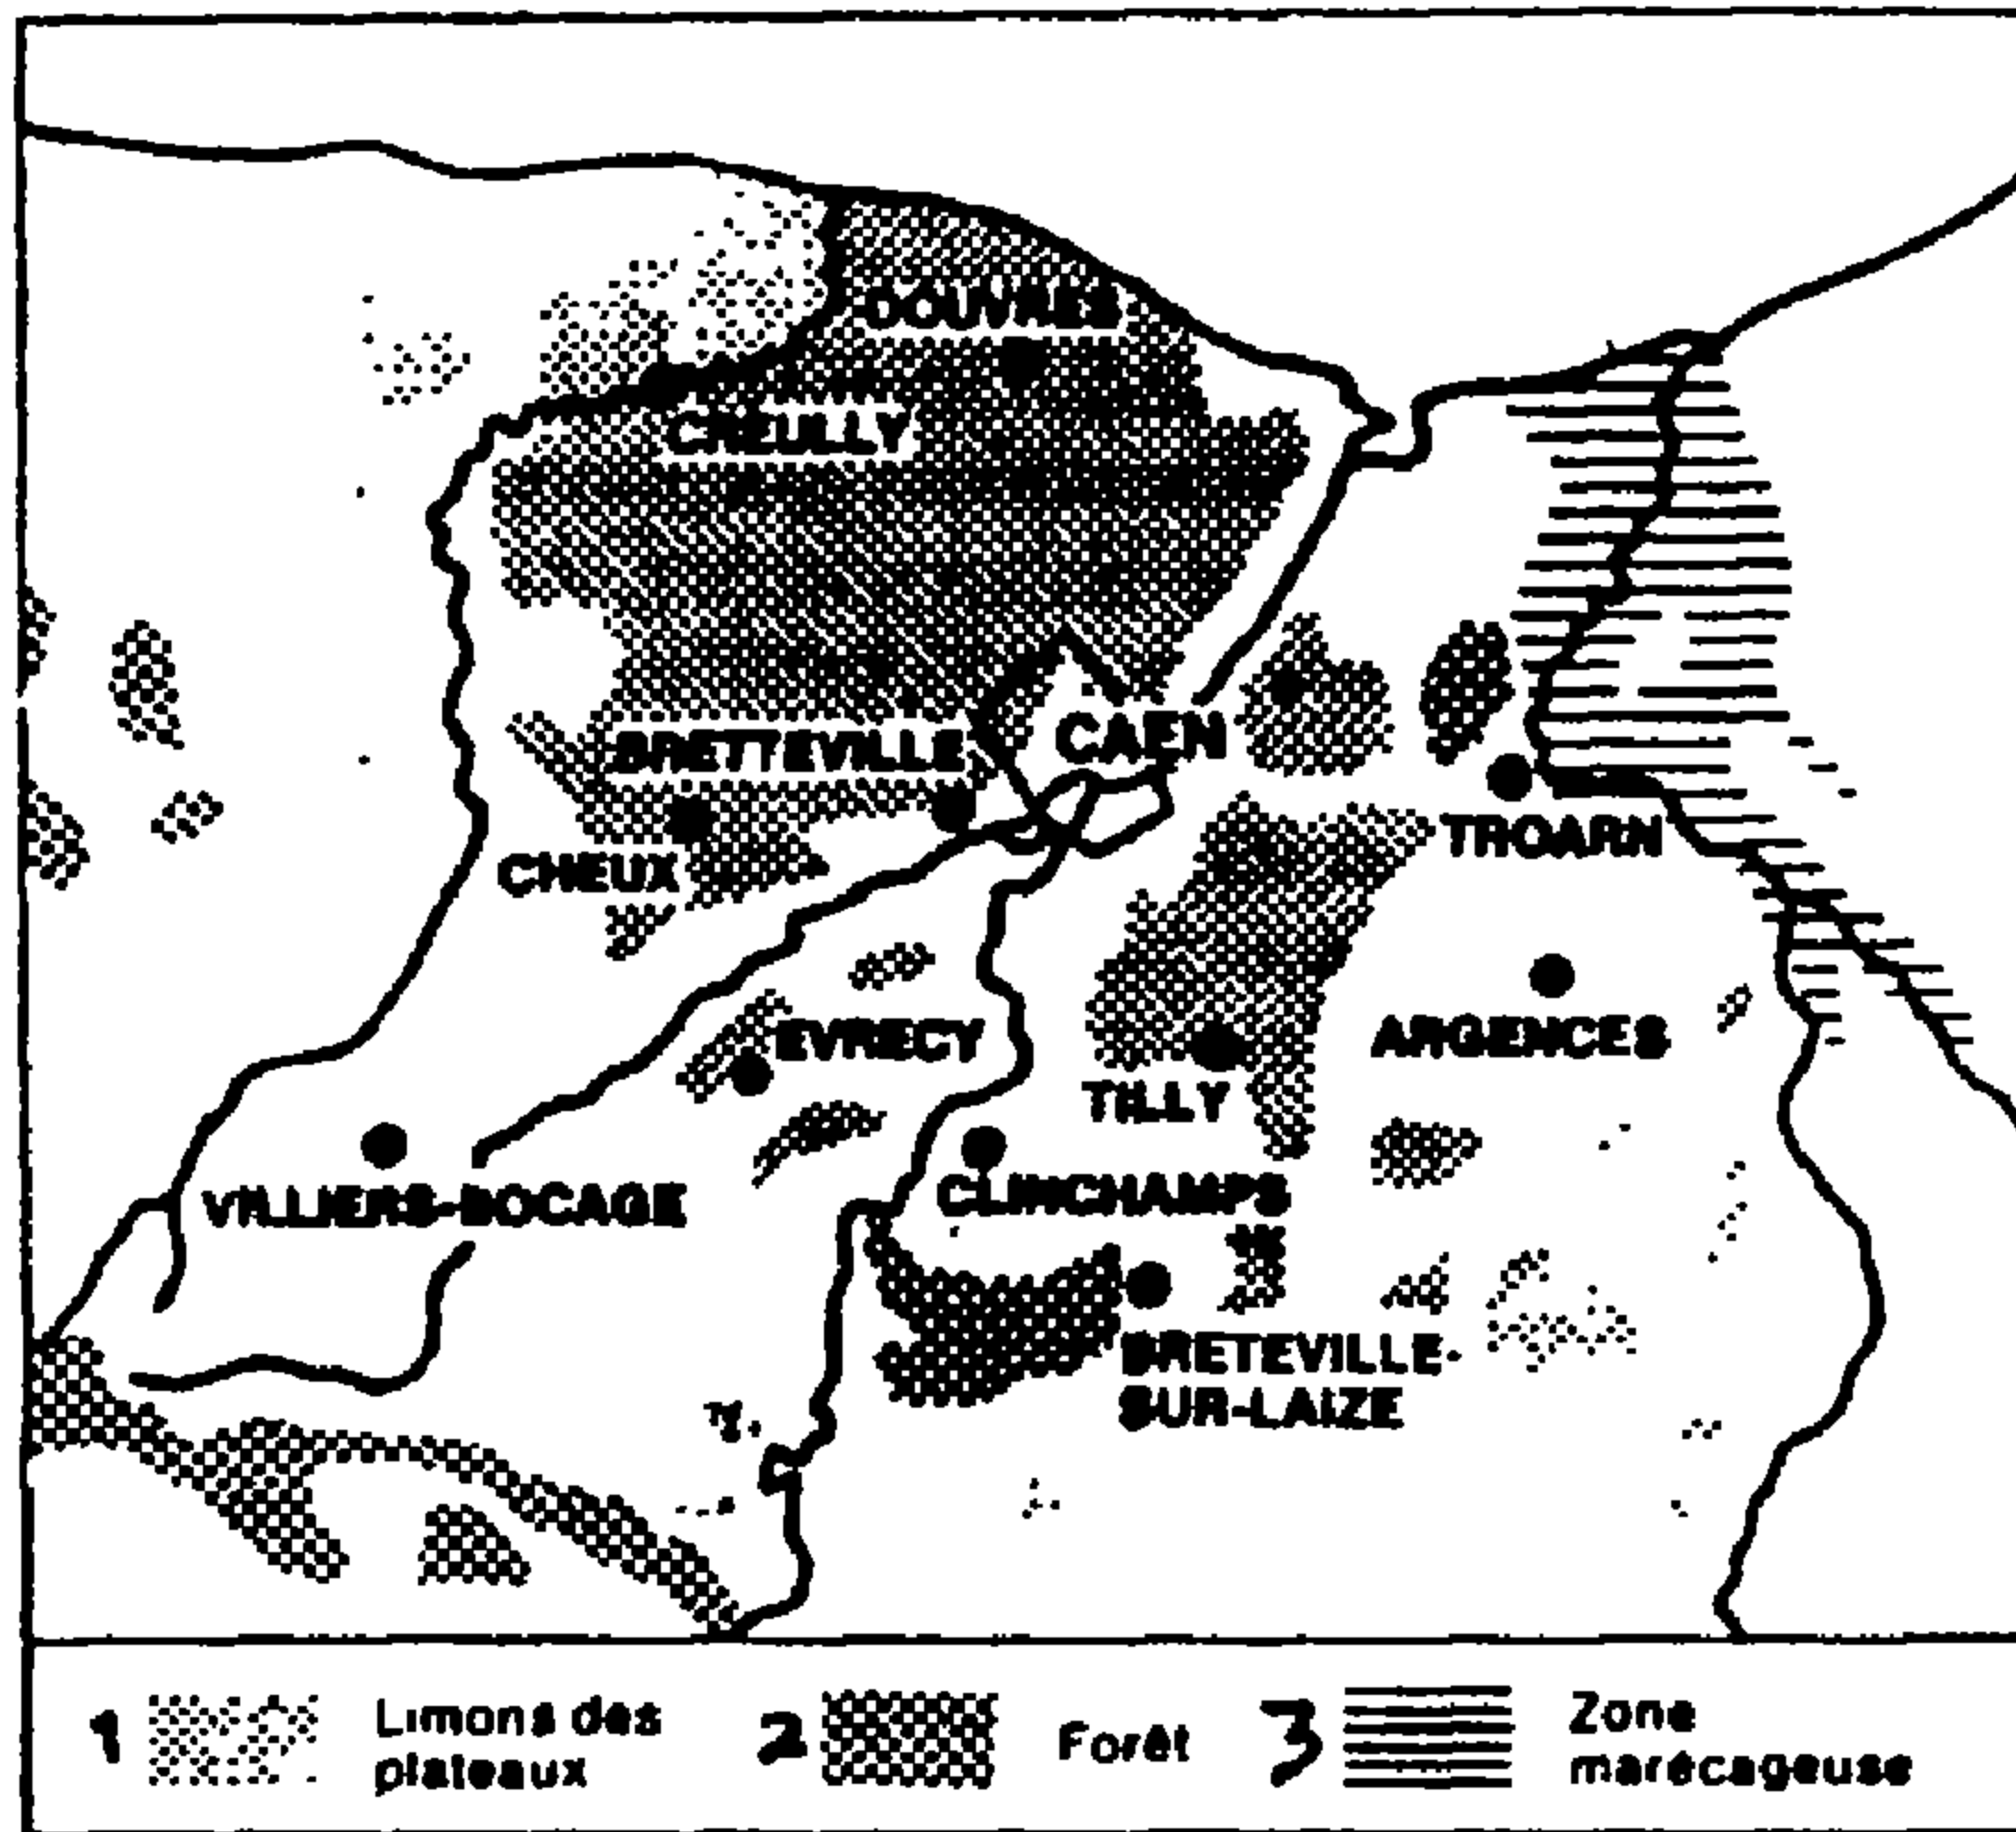 DOUVRES
CREULLY
CAEN
BRETTEVILLE
CHEUX
TROARN
EVRECY
ARGENCES
TILLY
VILLIERS-BOCAGE
CLINCHAMPS
BRETEVILLE-
SUR-LAIZE
1 Limons des
plateaux
2 Forêt
3 Zone
marécageuse